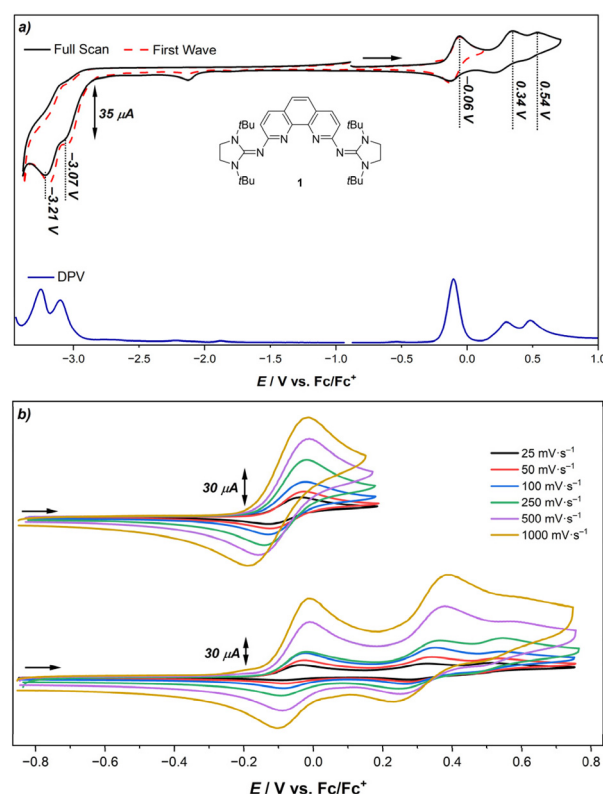 a)
Full Scan
First Wave
35 µA
tBu
tBu
N
N
N
N
N
N
N
N
tBu
tBu
1
−3.21 V
−3.07 V
−0.06 V
0.34 V
0.54 V
DPV
−3.0 −2.5 −2.0 −1.5 −1.0 −0.5 0.0 0.5 1.0
E / V vs. Fc/Fc⁺
b)
30 µA
25 mV·s⁻¹
50 mV·s⁻¹
100 mV·s⁻¹
250 mV·s⁻¹
500 mV·s⁻¹
1000 mV·s⁻¹
30 µA
−0.8 −0.6 −0.4 −0.2 0.0 0.2 0.4 0.6 0.8
E / V vs. Fc/Fc⁺